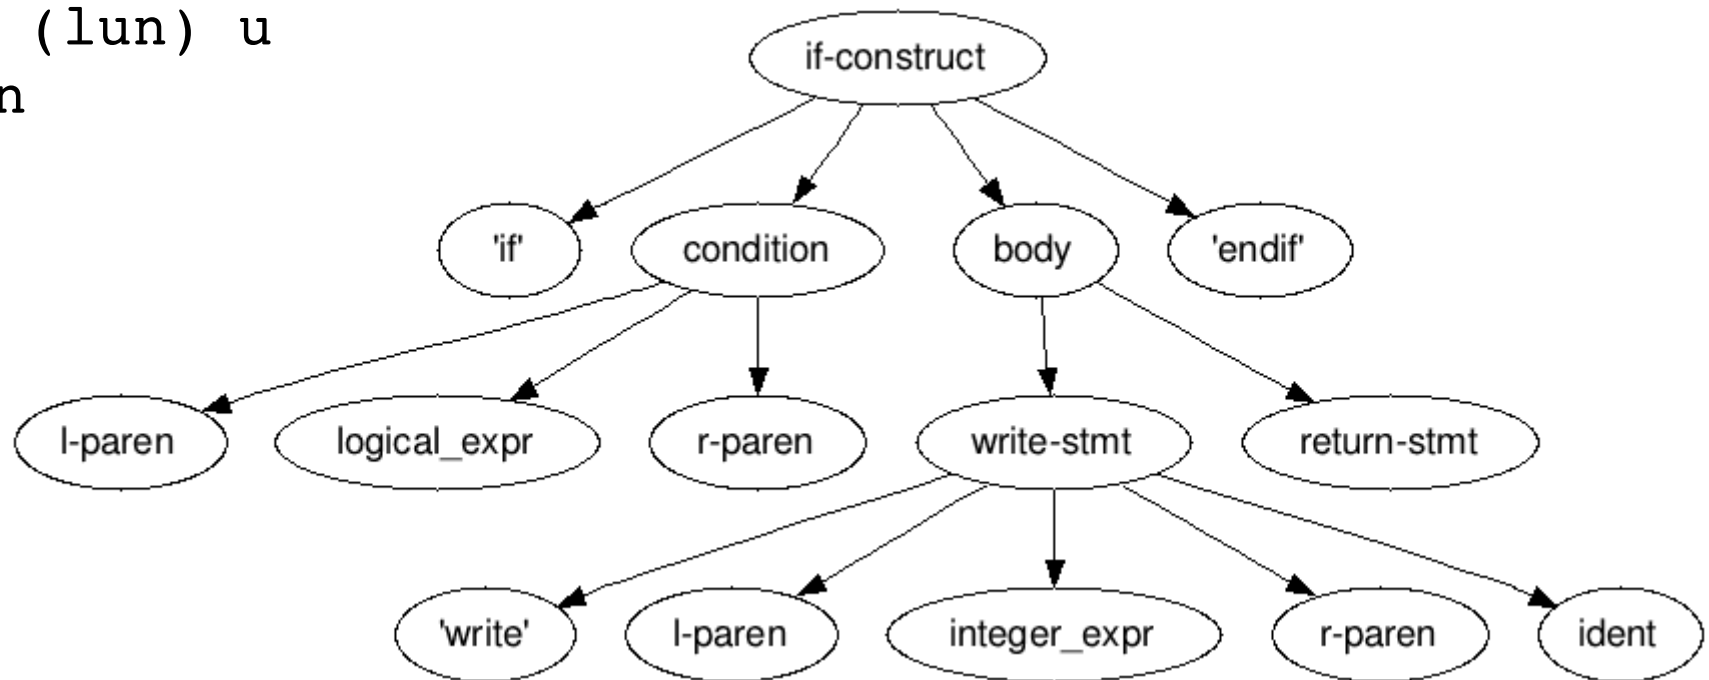 (lun) u
n
if-construct
'if' condition body 'endif'
l-paren logical_expr r-paren write-stmt return-stmt
'write' l-paren integer_expr r-paren ident